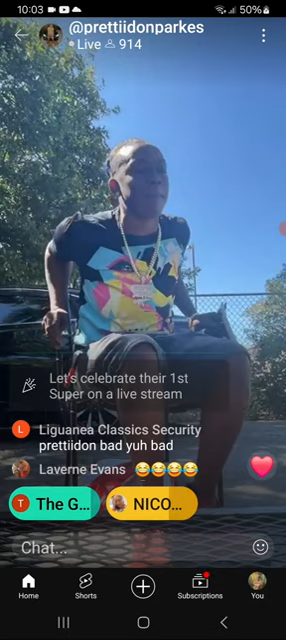 10:03
50%
@prettiidonparkes
Live 914
Let's celebrate their 1st
Super on a live stream
Liguanea Classics Security
prettiidon bad yuh bad
Laverne Evans 😂😂😂😂
The G...
NICO...
Chat...
Home
Shorts
Subscriptions
You